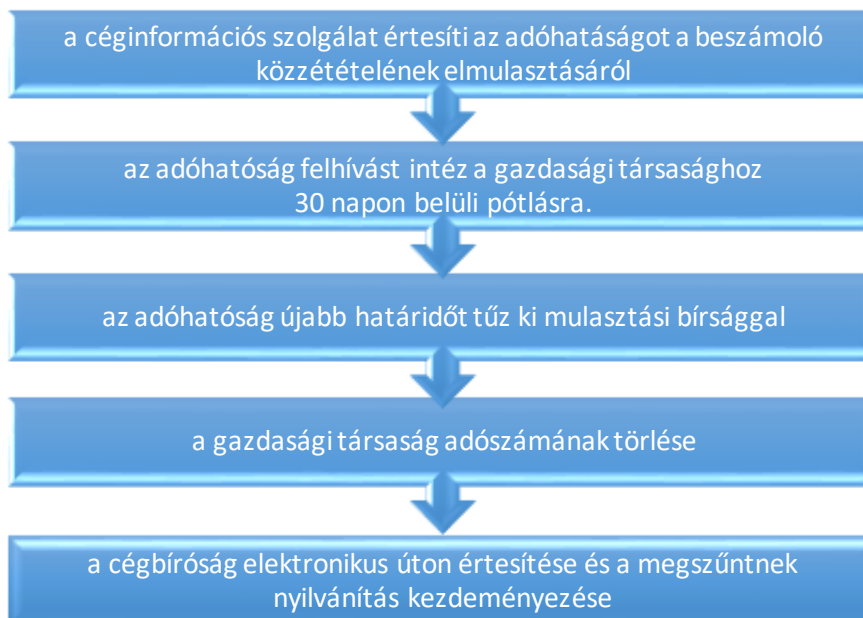 a céginformációs szolgálat értesíti az adóhatáságot a beszámoló
közzétételének elmulasztásáról
az adóhatóság felhívást intéz a gazdasági társasághoz
30 napon belüli pótlásra.
az adóhatóság újabb határidőt tűz ki mulasztási bírsággal
a gazdasági társaság adószámának törlése
a cégbíróság elektronikus úton értesítése és a megszűntnek
nyilvánítás kezdeményezése